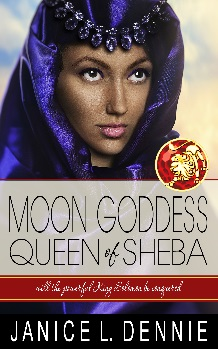 MOON GODDESS
QUEEN of SHEBA
will the powerful King Solomon be conquered
JANICE L. DENNIE